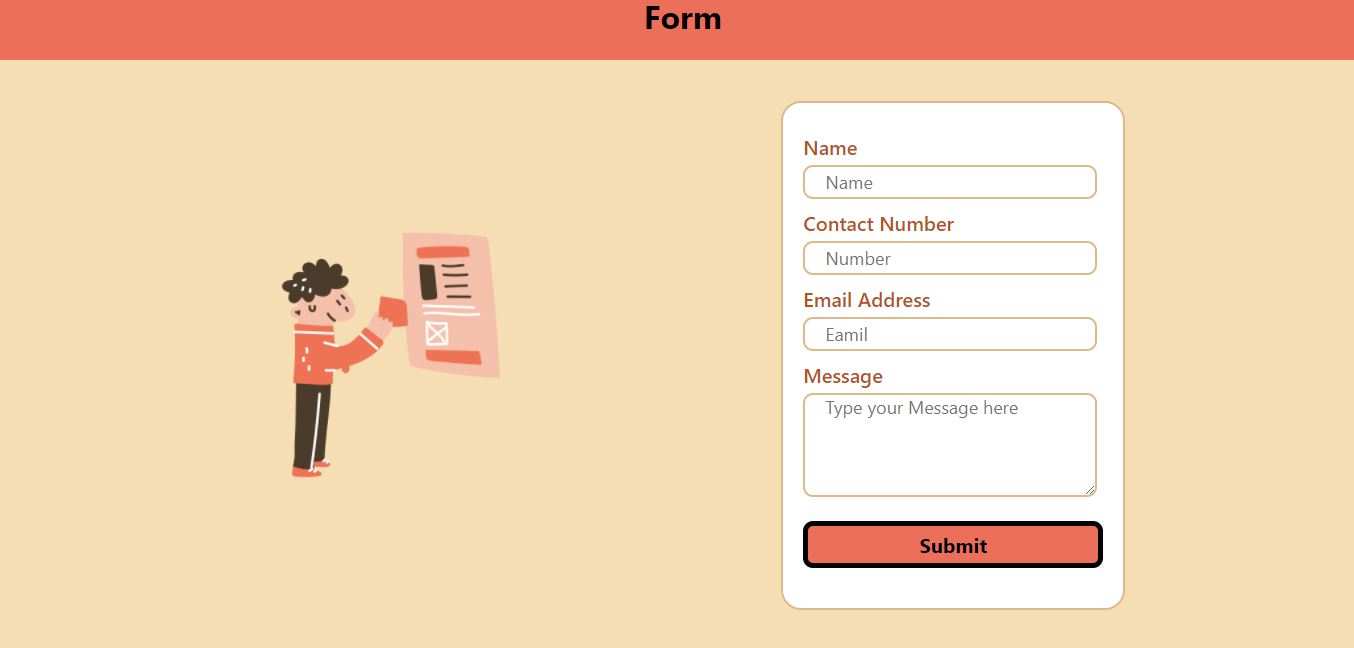 Form
Name
Name
Contact Number
Number
Email Address
Eamil
Message
Type your Message here
Submit